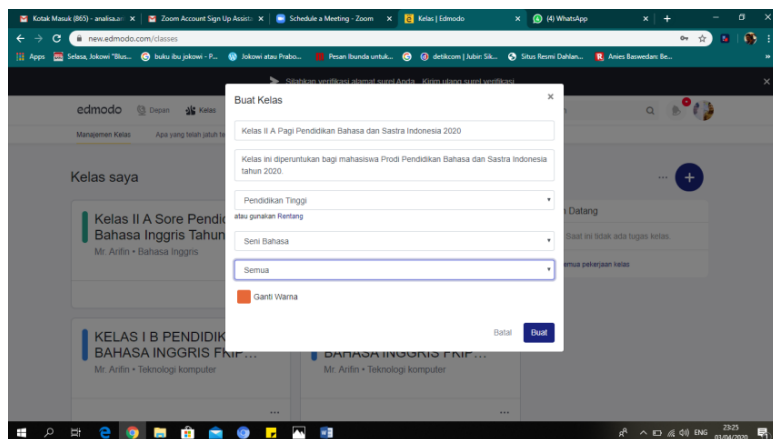 Kotak Masuk (865) - analisa.ari
Zoom Account Sign Up Assista
Schedule a Meeting - Zoom
Kelas | Edmodo
(4) WhatsApp
new.edmodo.com/classes
Apps
Selasa, Jokowi "Blus...
buku ibu jokowi - P...
Jokowi atau Prabo...
Pesan Ibunda untuk...
detikcom | Jubin Sik...
Situs Resmi Dahlan...
Anies Baswedan: Be...
Silahkan verifikasi alamat surel Anda. Kirim ulang surel verifikasi
edmodo
Depan
Kelas
Manajemen Kelas
Apa yang telah jatuh te
Kelas saya
Kelas II A Sore Pendic
Bahasa Inggris Tahun
Mr. Arifin • Bahasa Inggris
KELAS I B PENDIDIK
BAHASA INGGRIS FKIP...
Mr. Arifin • Teknologi komputer
BAHASA INGGRIS FKIP...
Mr. Arifin • Teknologi komputer
Datang
Saat ini tidak ada tugas kelas
emua pekerjaan kelas
Buat Kelas
Kelas II A Pagi Pendidikan Bahasa dan Sastra Indonesia 2020
Kelas ini diperuntukan bagi mahasiswa Prodi Pendidikan Bahasa dan Sastra Indonesia
tahun 2020.
Pendidikan Tinggi
atau gunakan Rentang
Seni Bahasa
Semua
Ganti Warna
Batal
Buat
ENG
23:25
03/04/2020